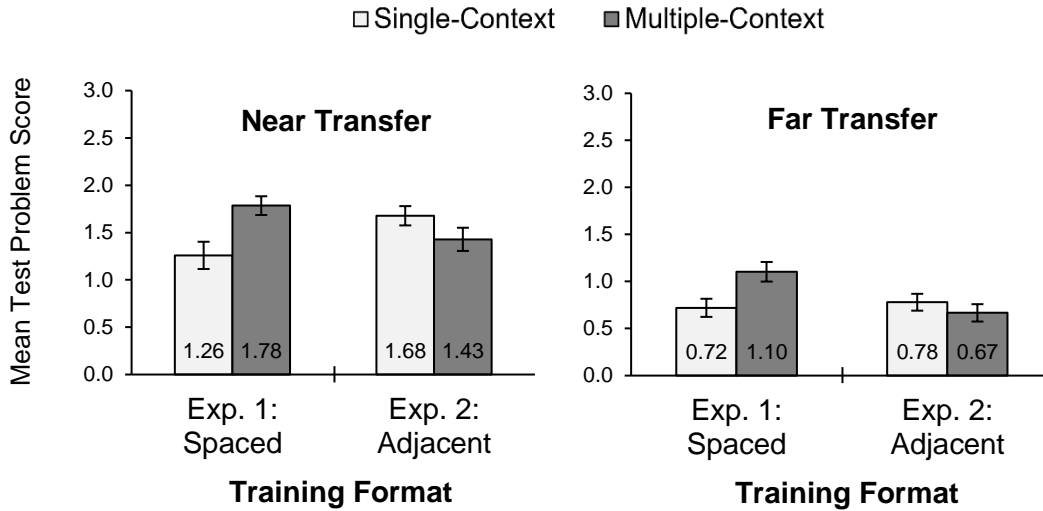 Single-Context Multiple-Context
Mean Test Problem Score
Near Transfer
3.0
2.5
2.0
1.5
1.0
0.5
0.0
1.26 1.78 1.68 1.43
Exp. 1: Exp. 2:
Spaced Adjacent
Training Format
Far Transfer
3.0
2.5
2.0
1.5
1.0
0.5
0.0
0.72 1.10 0.78 0.67
Exp. 1: Exp. 2:
Spaced Adjacent
Training Format